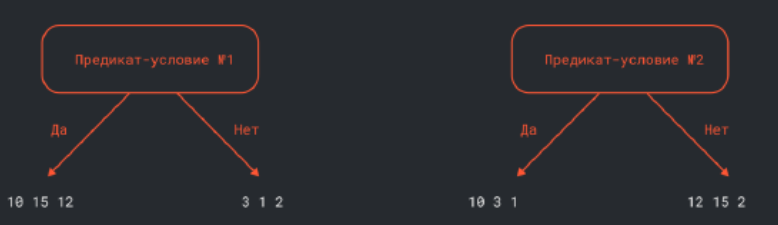 Предикат-условие №1
Да
Нет
10 15 12
3 1 2
Предикат-условие №2
Да
Нет
10 3 1
12 15 2